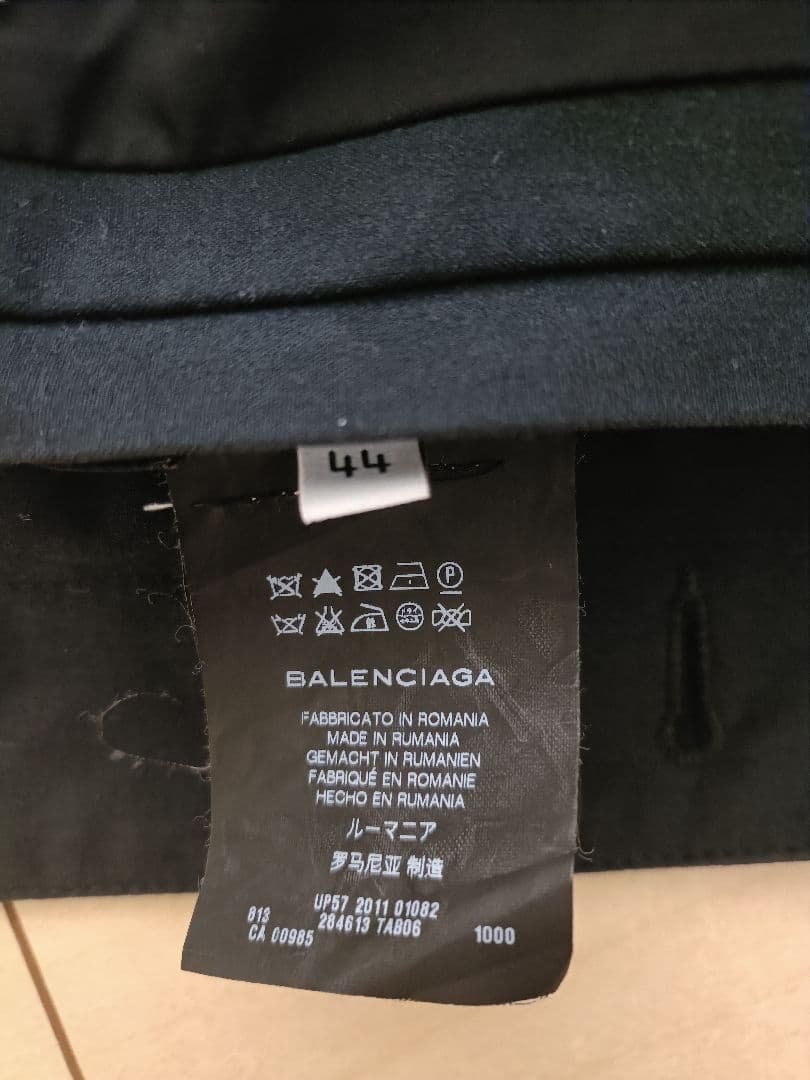 44
P
BALENCIAGA
FABBRICATO IN ROMANIA
MADE IN RUMANIA
GEMACHT IN RUMANIEN
FABRIQUÉ EN ROMANIE
HECHO EN RUMANIA
ルーマニア
罗马尼亚 制造
813 UP57 2011 01082
CA 00985 284613 TA806 1000